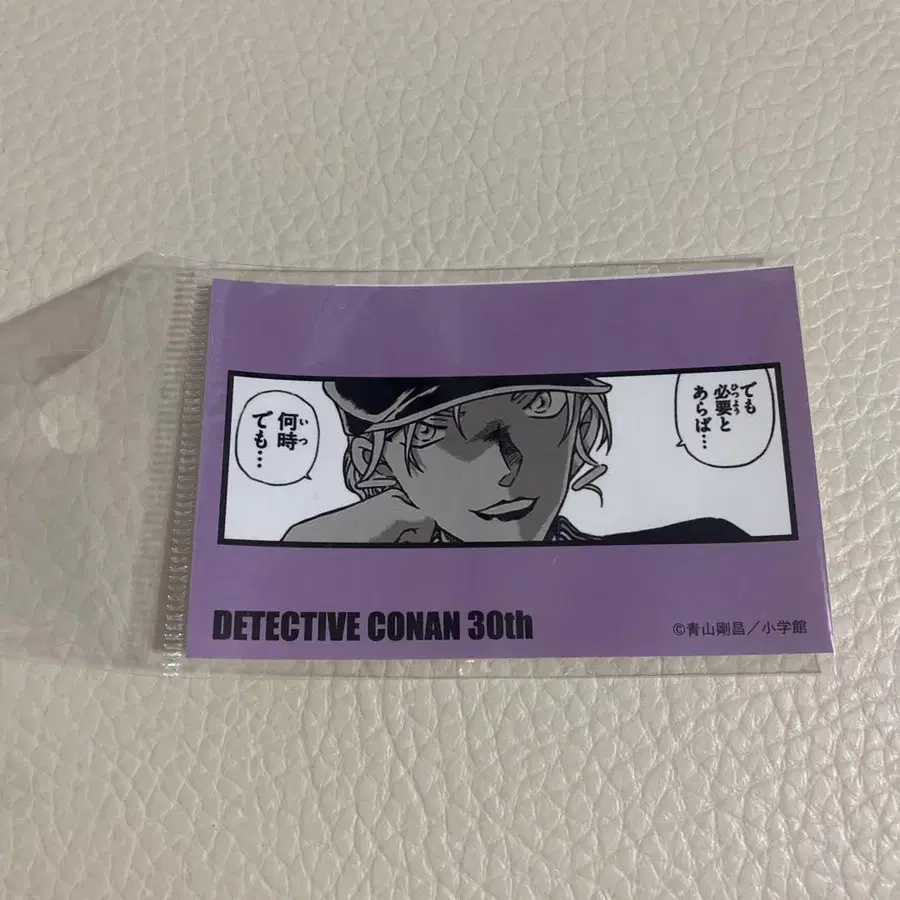 でも
必要と
あらば…
何時
でも…
DETECTIVE CONAN 30th
©青山剛昌／小学館